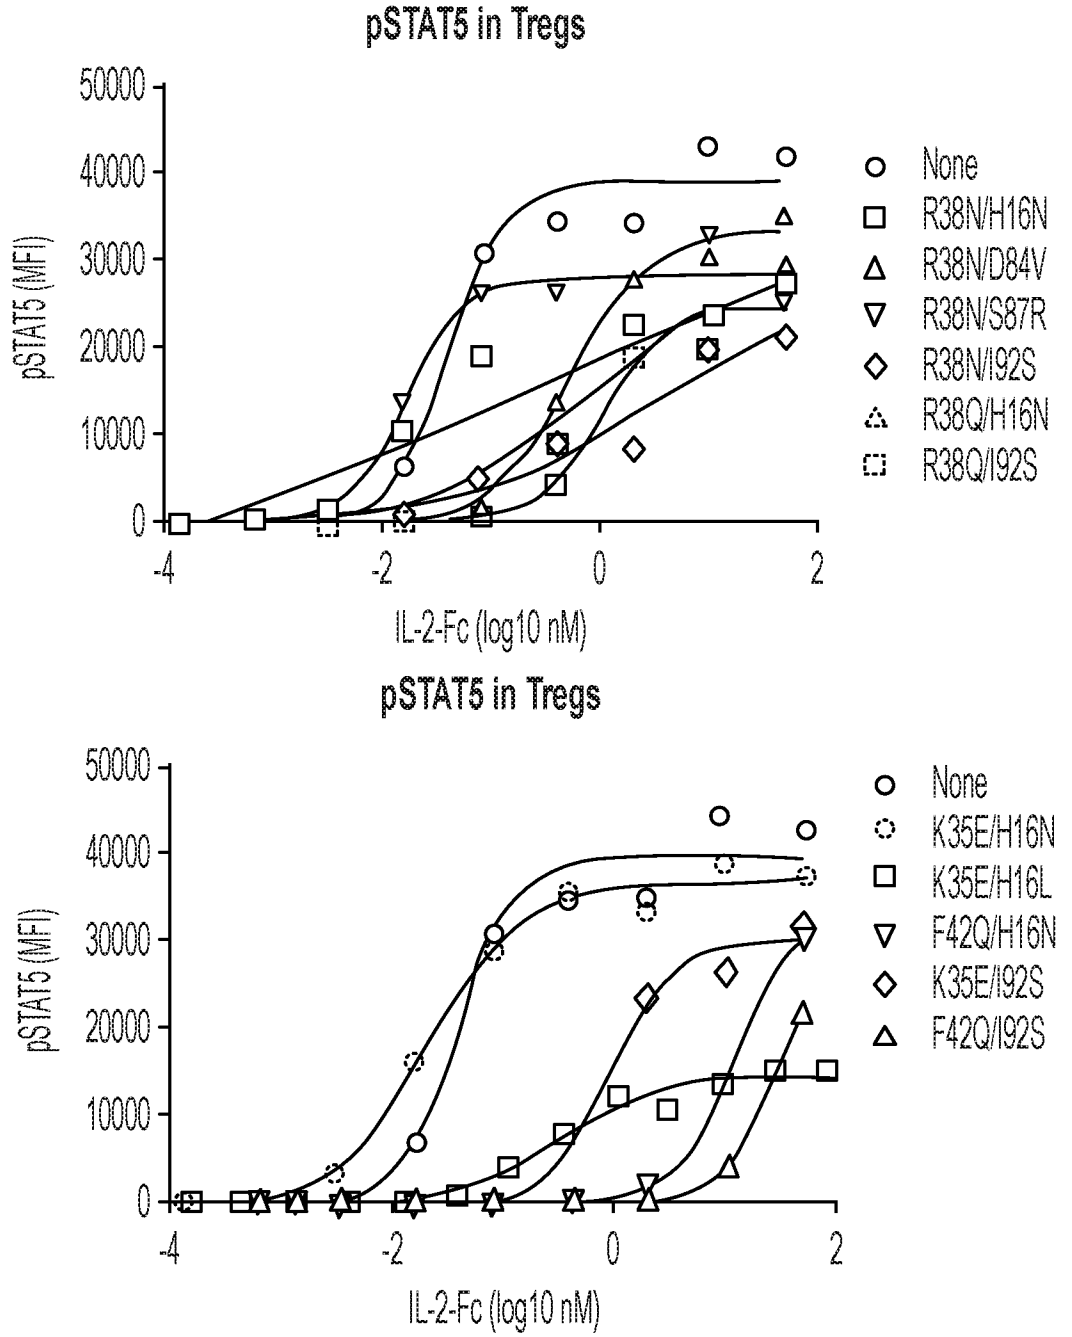 pSTAT5 in Tregs
50000
40000
30000
20000
10000
0
pSTAT5 (MFI)
-4
-2
0
2
IL-2-Fc (log10 nM)
None
R38N/H16N
R38N/D84V
R38N/S87R
R38N/I92S
R38Q/H16N
R38Q/I92S
pSTAT5 in Tregs
50000
40000
30000
20000
10000
0
pSTAT5 (MFI)
-4
-2
0
2
IL-2-Fc (log10 nM)
None
K35E/H16N
K35E/H16L
F42Q/H16N
K35E/I92S
F42Q/I92S